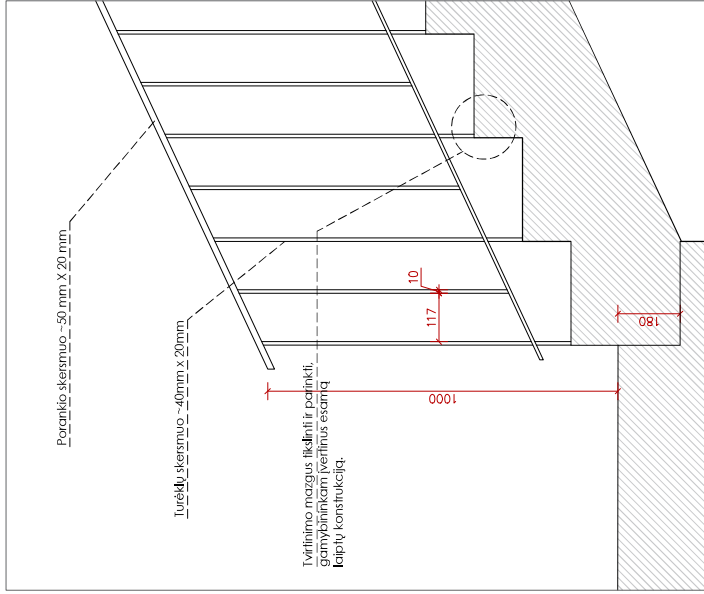 Porankio skersmuo ~50 mm X 20 mm
Turėklų skersmuo ~40mm x 20mm
Tvirtinimo mazgus tikslinti ir parinkti,
gamybininkam įvertinus esamą
laiptų konstrukciją.
10
117
1000
180